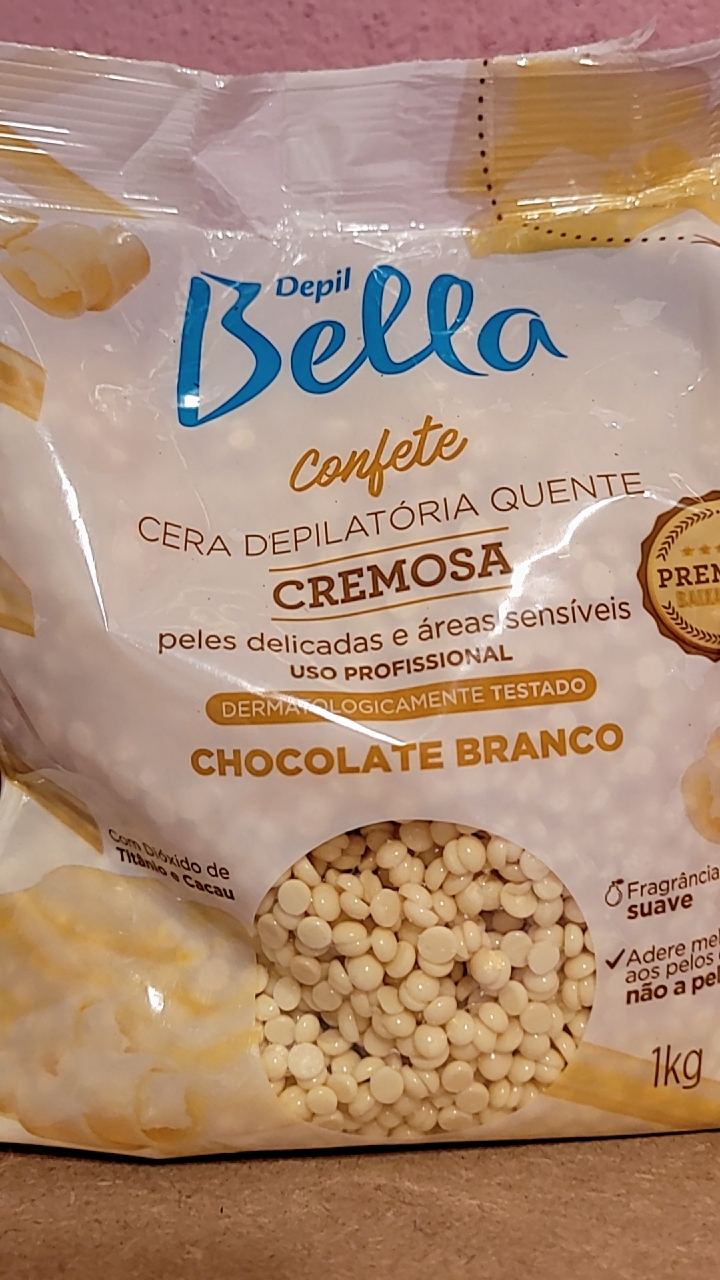 Depil
Bella
Confete
CERA DEPILATÓRIA QUENTE
CREMOSA
peles delicadas e áreas sensíveis
USO PROFISSIONAL
DERMATOLOGICAMENTE TESTADO
CHOCOLATE BRANCO
Com Dióxido de
Titânio e Cacau
Fragrância
suave
Adere
aos pelos
não a
1kg